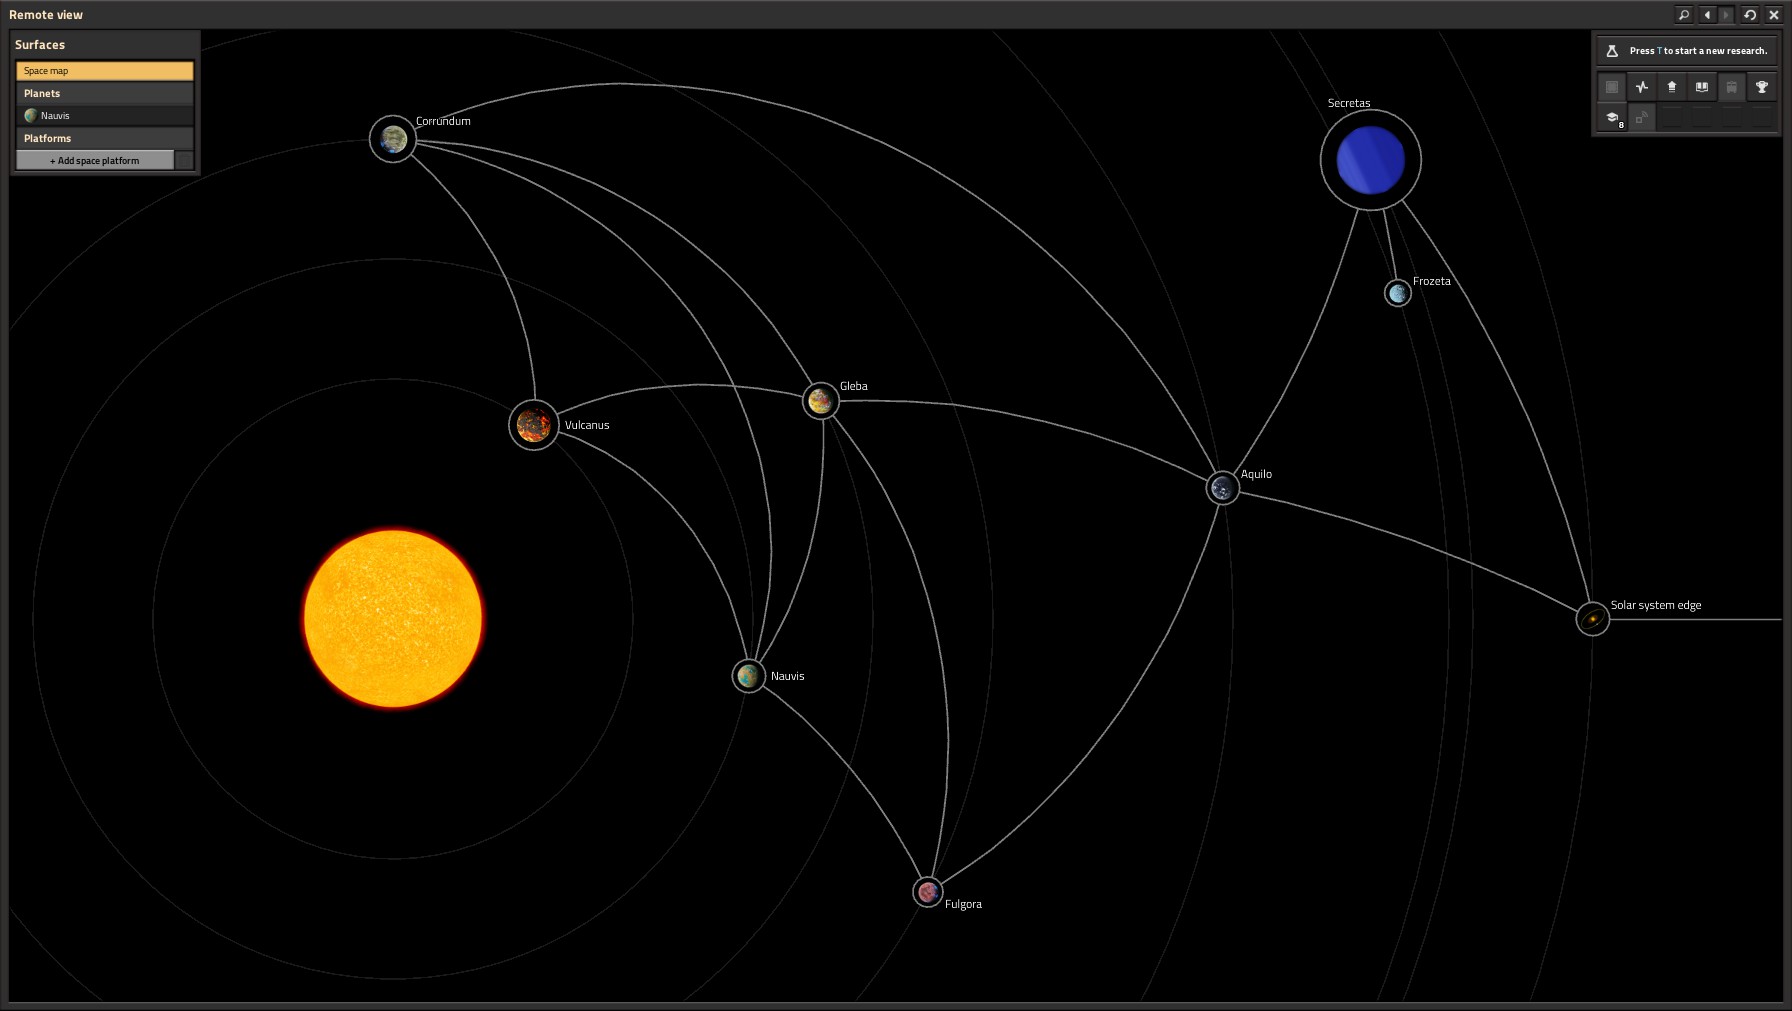 Remote view
Surfaces
Space map
Planets
Nauvis
Platforms
+ Add space platform
Press T to start a new research.
8
Corrundum
Secretas
Frozeta
Gleba
Vulcanus
Aquilo
Solar system edge
Nauvis
Fulgora